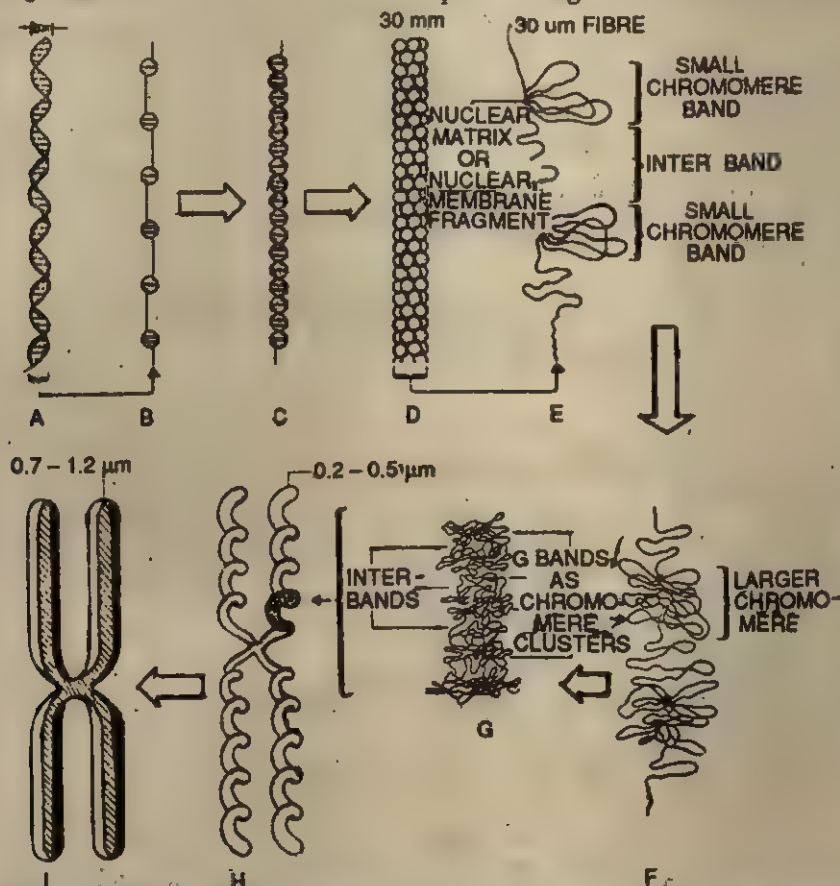 30 mm
30 um FIBRE
SMALL
CHROMOMERE
BAND
NUCLEAR
MATRIX
OR
NUCLEAR
MEMBRANE
FRAGMENT
INTER BAND
SMALL
CHROMOMERE
BAND
A
B
C
D
E
0.7 – 1.2 µm
0.2 – 0.5 µm
INTER-
BANDS
G BANDS
AS
CHROMO-
MERE
CLUSTERS
LARGER
CHROMO-
MERE
G
I
H
F